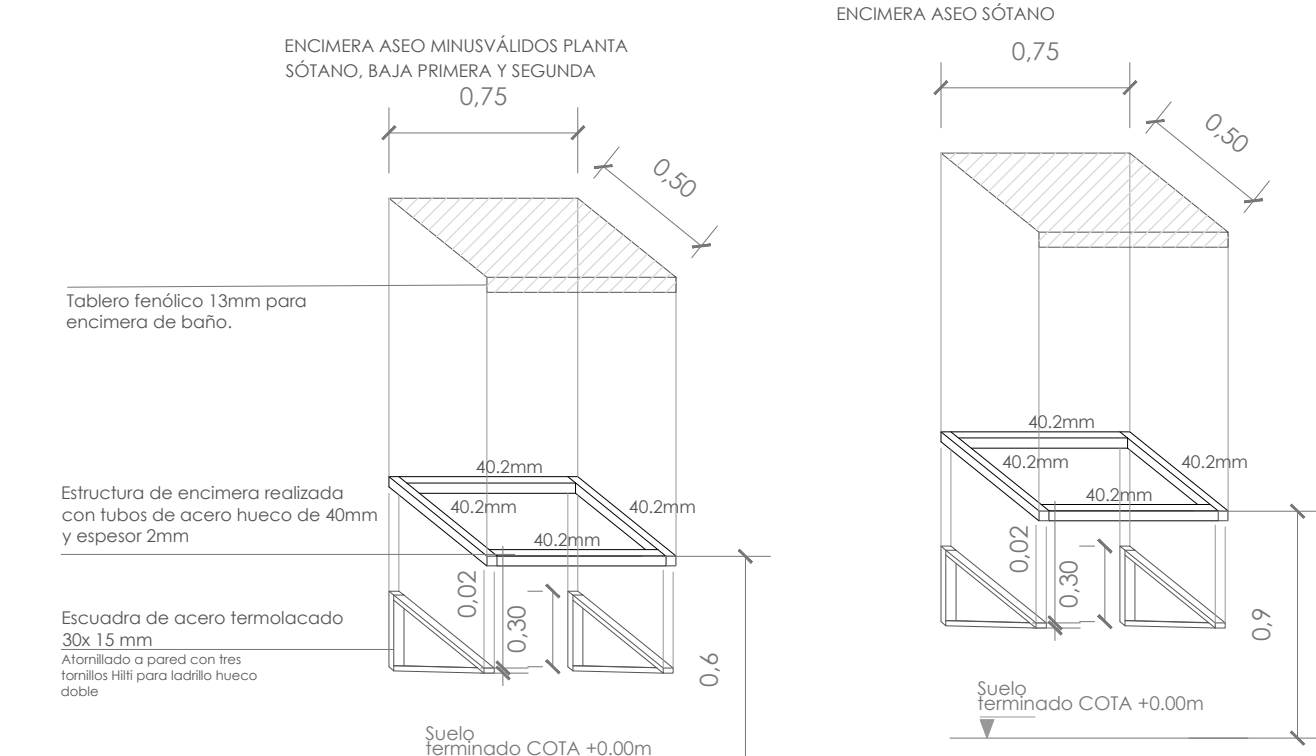 ENCIMERA ASEO MINUSVÁLIDOS PLANTA
SÓTANO, BAJA PRIMERA Y SEGUNDA
0,75
0,50
Tablero fenólico 13mm para
encimera de baño.
40.2mm
40.2mm
40.2mm
40.2mm
Estructura de encimera realizada
con tubos de acero hueco de 40mm
y espesor 2mm
0,02
0,30
0,6
Escuadra de acero termolacado
30x 15 mm
Atornillado a pared con tres
tornillos Hilti para ladrillo hueco
doble
Suelo
terminado COTA +0.00m
ENCIMERA ASEO SÓTANO
0,75
0,50
40.2mm
40.2mm
40.2mm
40.2mm
0,02
0,30
0,9
Suelo
terminado COTA +0.00m